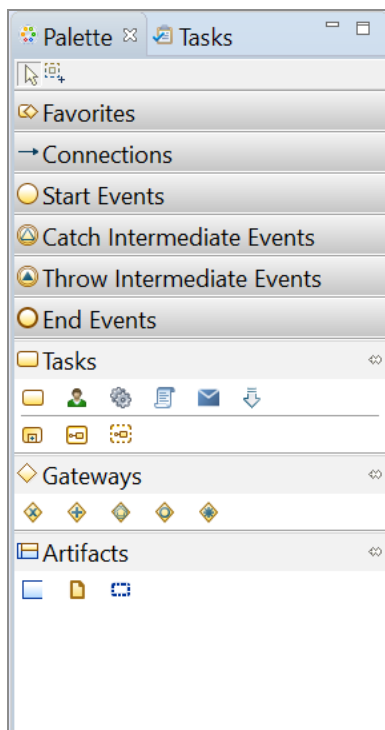 Palette Tasks
Favorites
Connections
Start Events
Catch Intermediate Events
Throw Intermediate Events
End Events
Tasks
Gateways
Artifacts